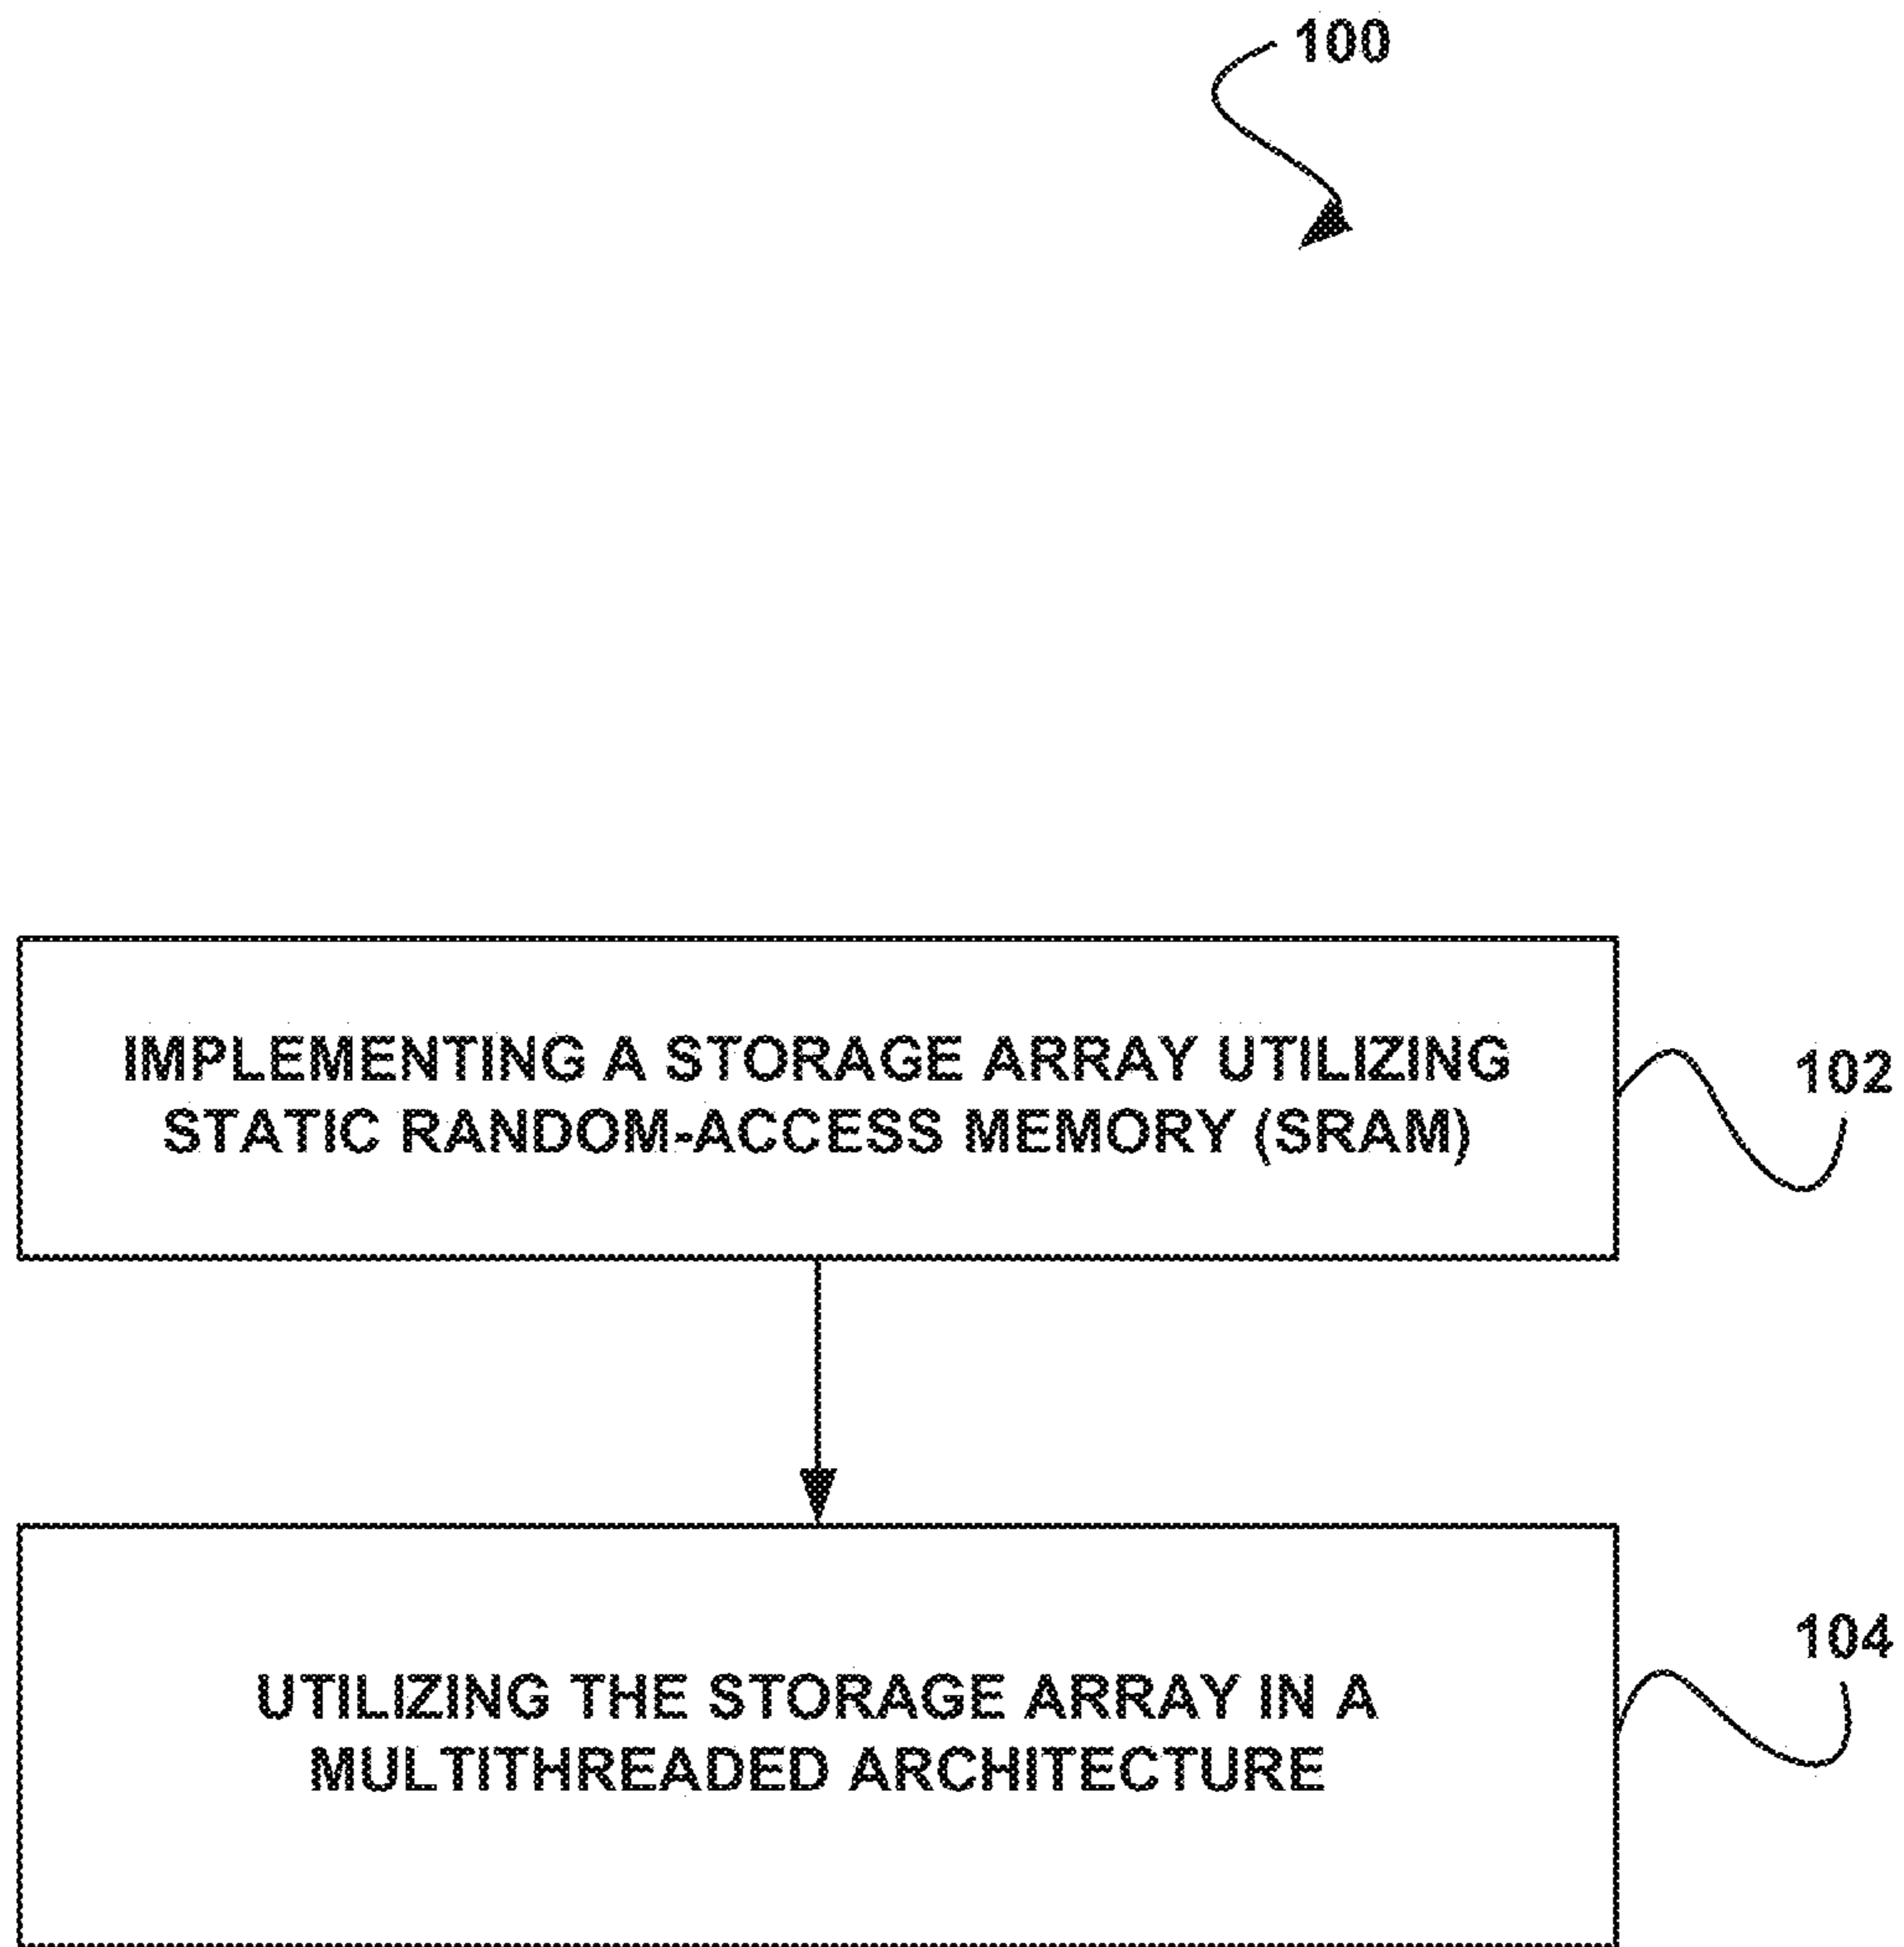 100
IMPLEMENTING A STORAGE ARRAY UTILIZING
STATIC RANDOM-ACCESS MEMORY (SRAM)
102
UTILIZING THE STORAGE ARRAY IN A
MULTITHREADED ARCHITECTURE
104